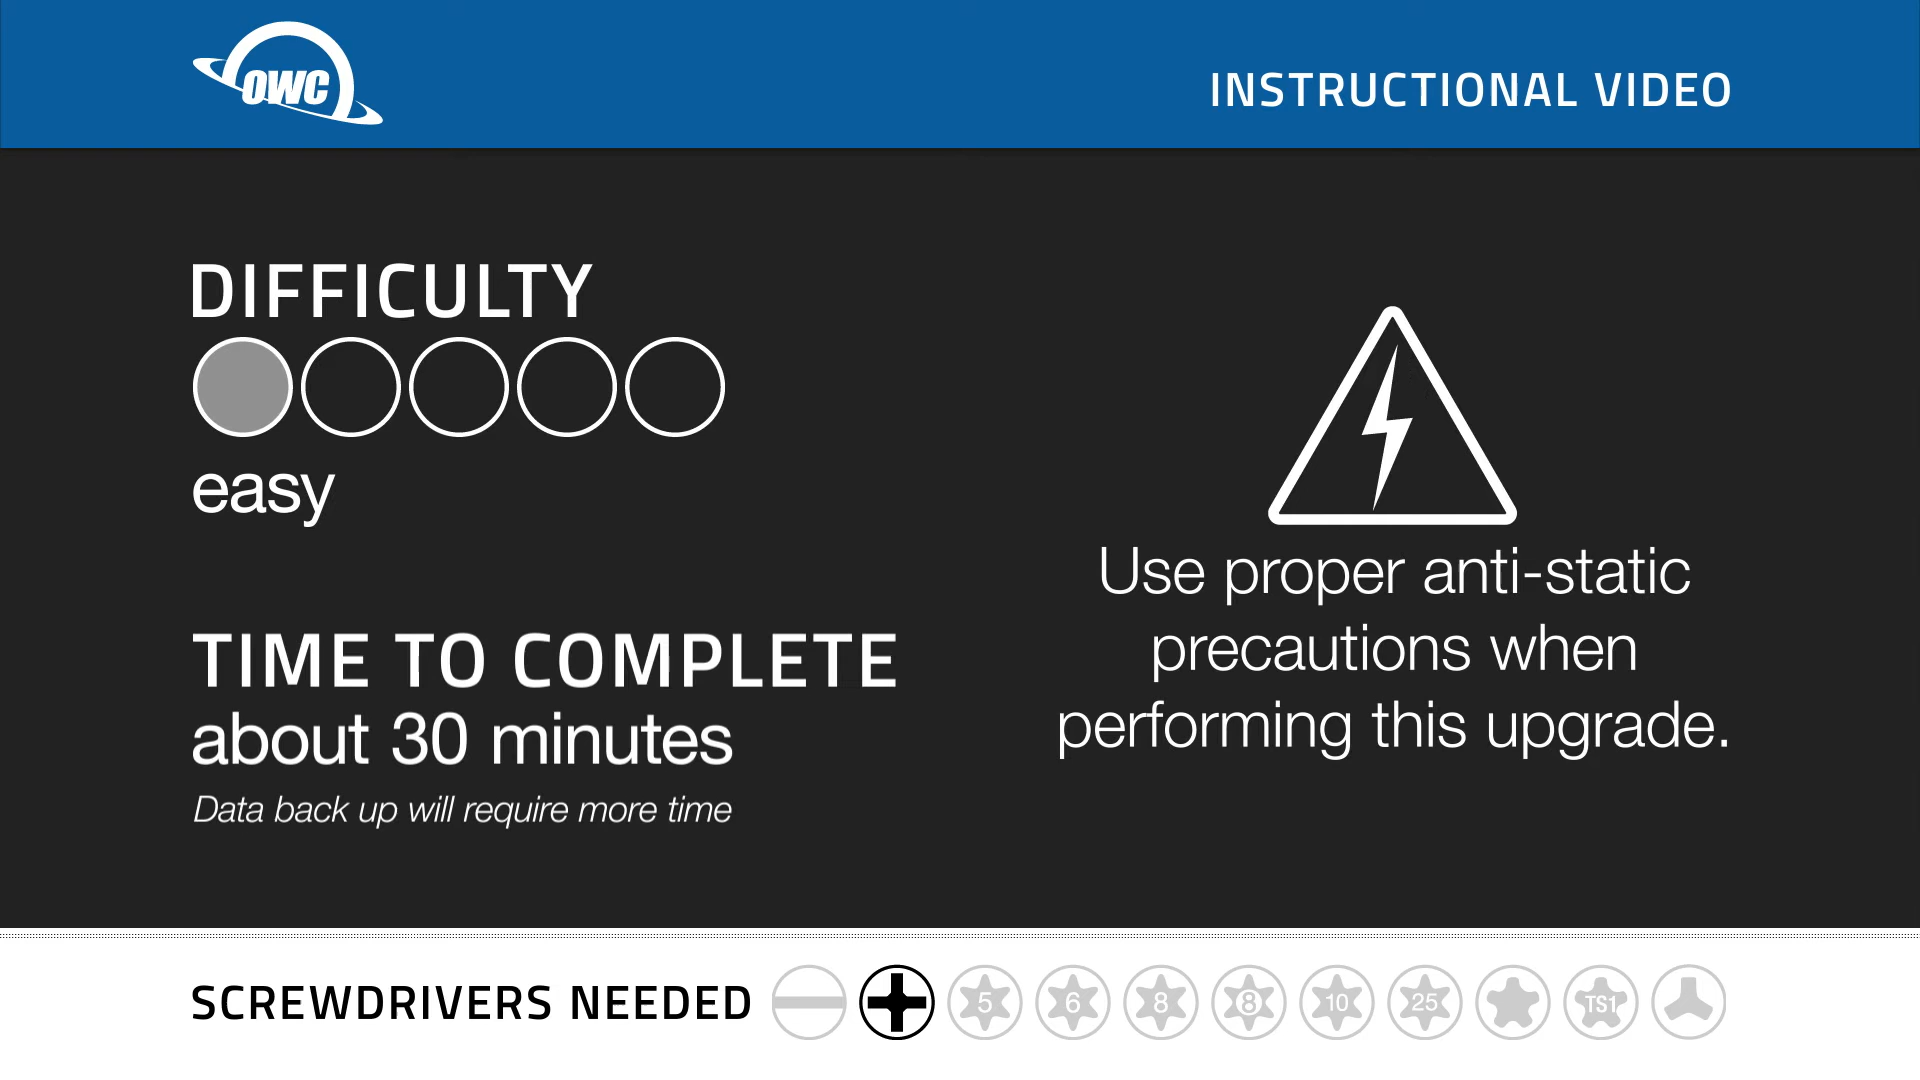 OWC
INSTRUCTIONAL VIDEO
DIFFICULTY
easy
TIME TO COMPLETE
about 30 minutes
Data back up will require more time
Use proper anti-static
precautions when
performing this upgrade.
SCREWDRIVERS NEEDED 5 6 8 8 10 25 TS1